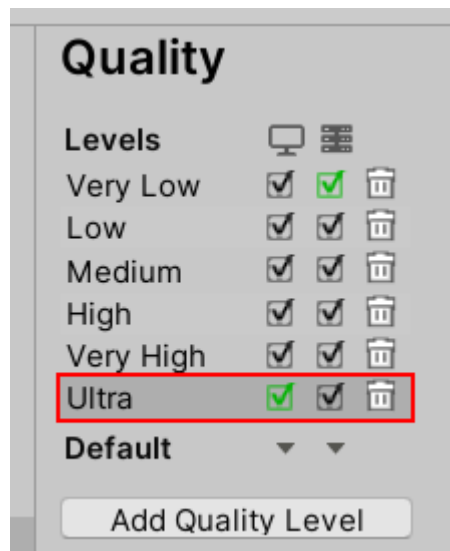 Quality
Levels
Very Low
Low
Medium
High
Very High
Ultra
Default
Add Quality Level